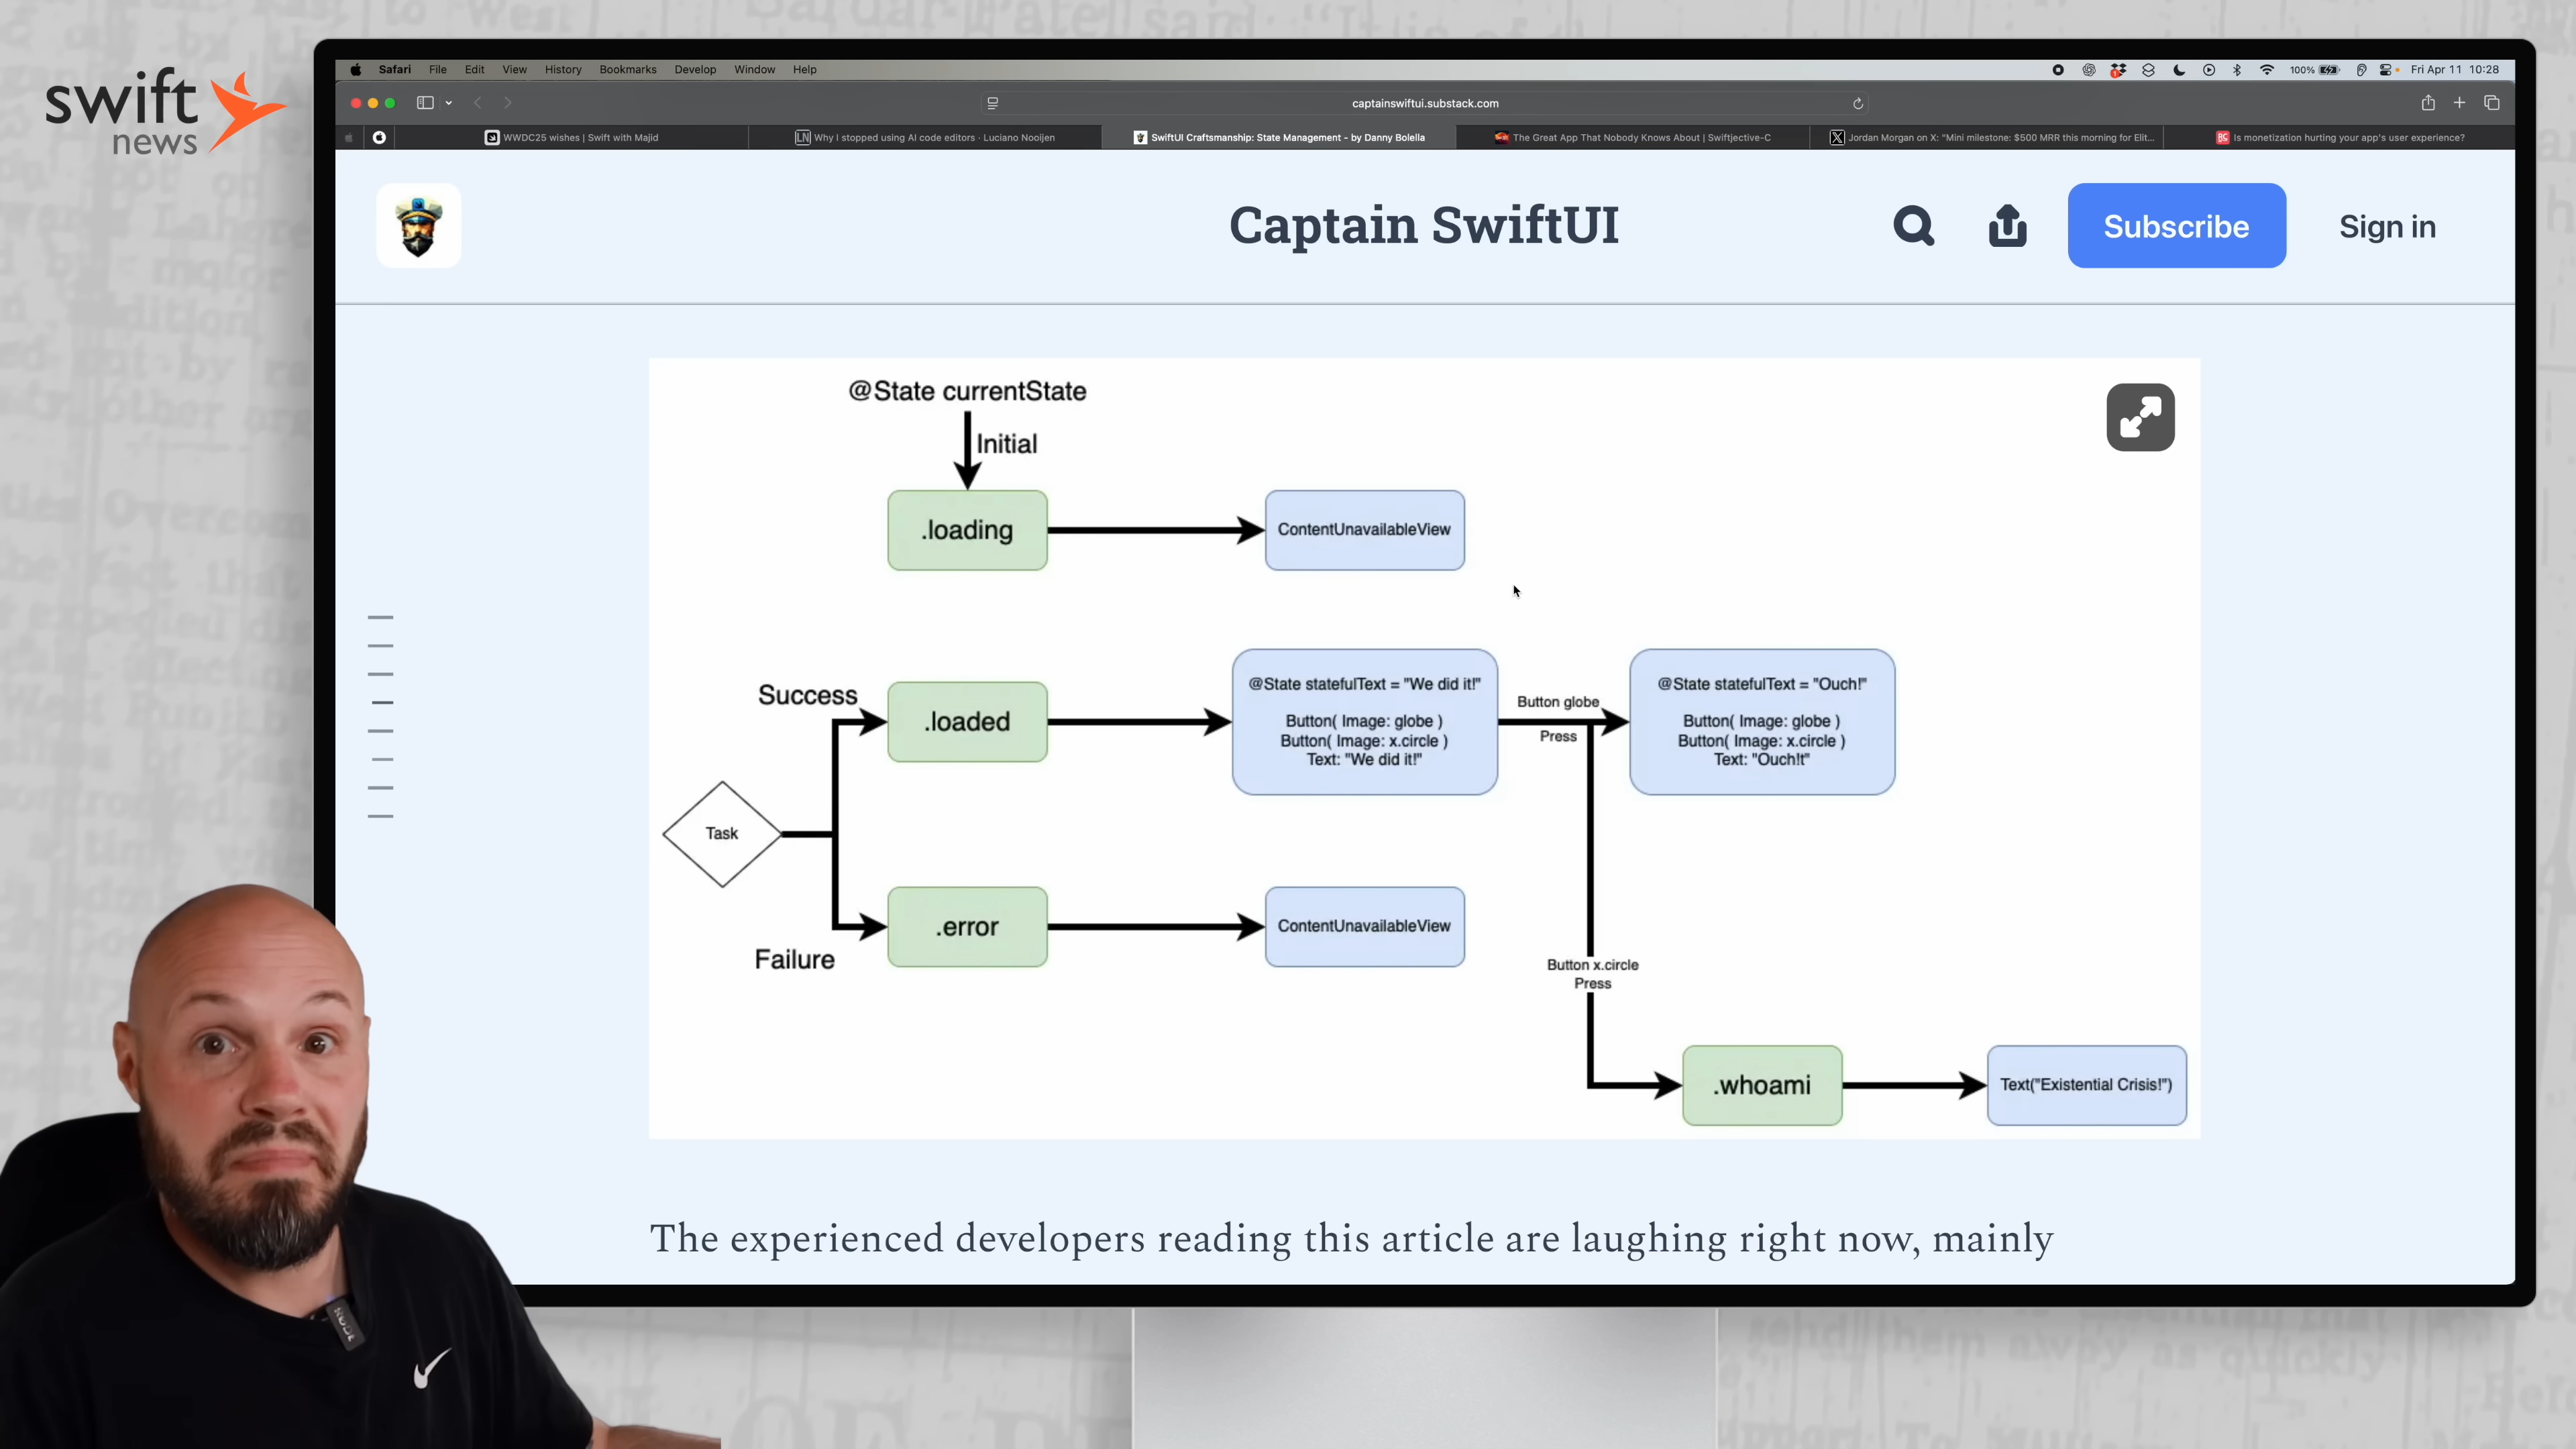 swift
news
Safari File Edit View History Bookmarks Develop Window Help
100% Fri Apr 11 10:28
captainswiftui.substack.com
WWDC25 wishes | Swift with Majid
LN Why I stopped using AI code editors · Luciano Nooijen
SwiftUI Craftsmanship: State Management - by Danny Bolella
The Great App That Nobody Knows About | Swiftjective-C
Jordan Morgan on X: "Mini milestone: $500 MRR this morning for Elit...
RC Is monetization hurting your app's user experience?
Captain SwiftUI
Subscribe
Sign in
@State currentState
Initial
.loading
ContentUnavailableView
Success
.loaded
@State statefulText = "We did it!"
Button( Image: globe )
Button( Image: x.circle )
Text: "We did it!"
Button globe
Press
@State statefulText = "Ouch!"
Button( Image: globe )
Button( Image: x.circle )
Text: "Ouch!t"
Task
Failure
.error
ContentUnavailableView
Button x.circle
Press
.whoami
Text("Existential Crisis!")
The experienced developers reading this article are laughing right now, mainly
RODE